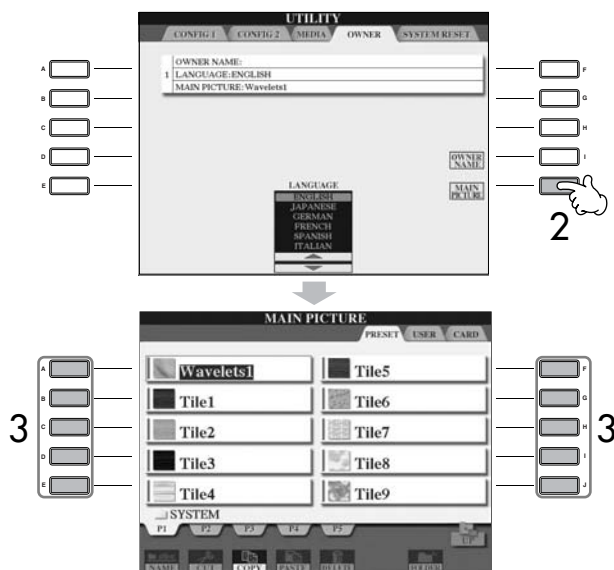 UTILITY
CONFIG 1 CONFIG 2 MEDIA OWNER SYSTEM RESET
OWNER NAME:
1 LANGUAGE:ENGLISH
MAIN PICTURE:Wavelets1
A F
B G
C H
D I
E
OWNER NAME
MAIN PICTURE
2
LANGUAGE
ENGLISH
JAPANESE
GERMAN
FRENCH
SPANISH
ITALIAN
MAIN PICTURE
PRESET USER CARD
A Wavelets1 Tile5 F
B Tile1 Tile6 G
3 C Tile2 Tile7 H 3
D Tile3 Tile8 I
E Tile4 Tile9 J
SYSTEM
P1 P2 P3 P4 P5
UP
NAME CUT COPY PASTE DELETE FOLDER